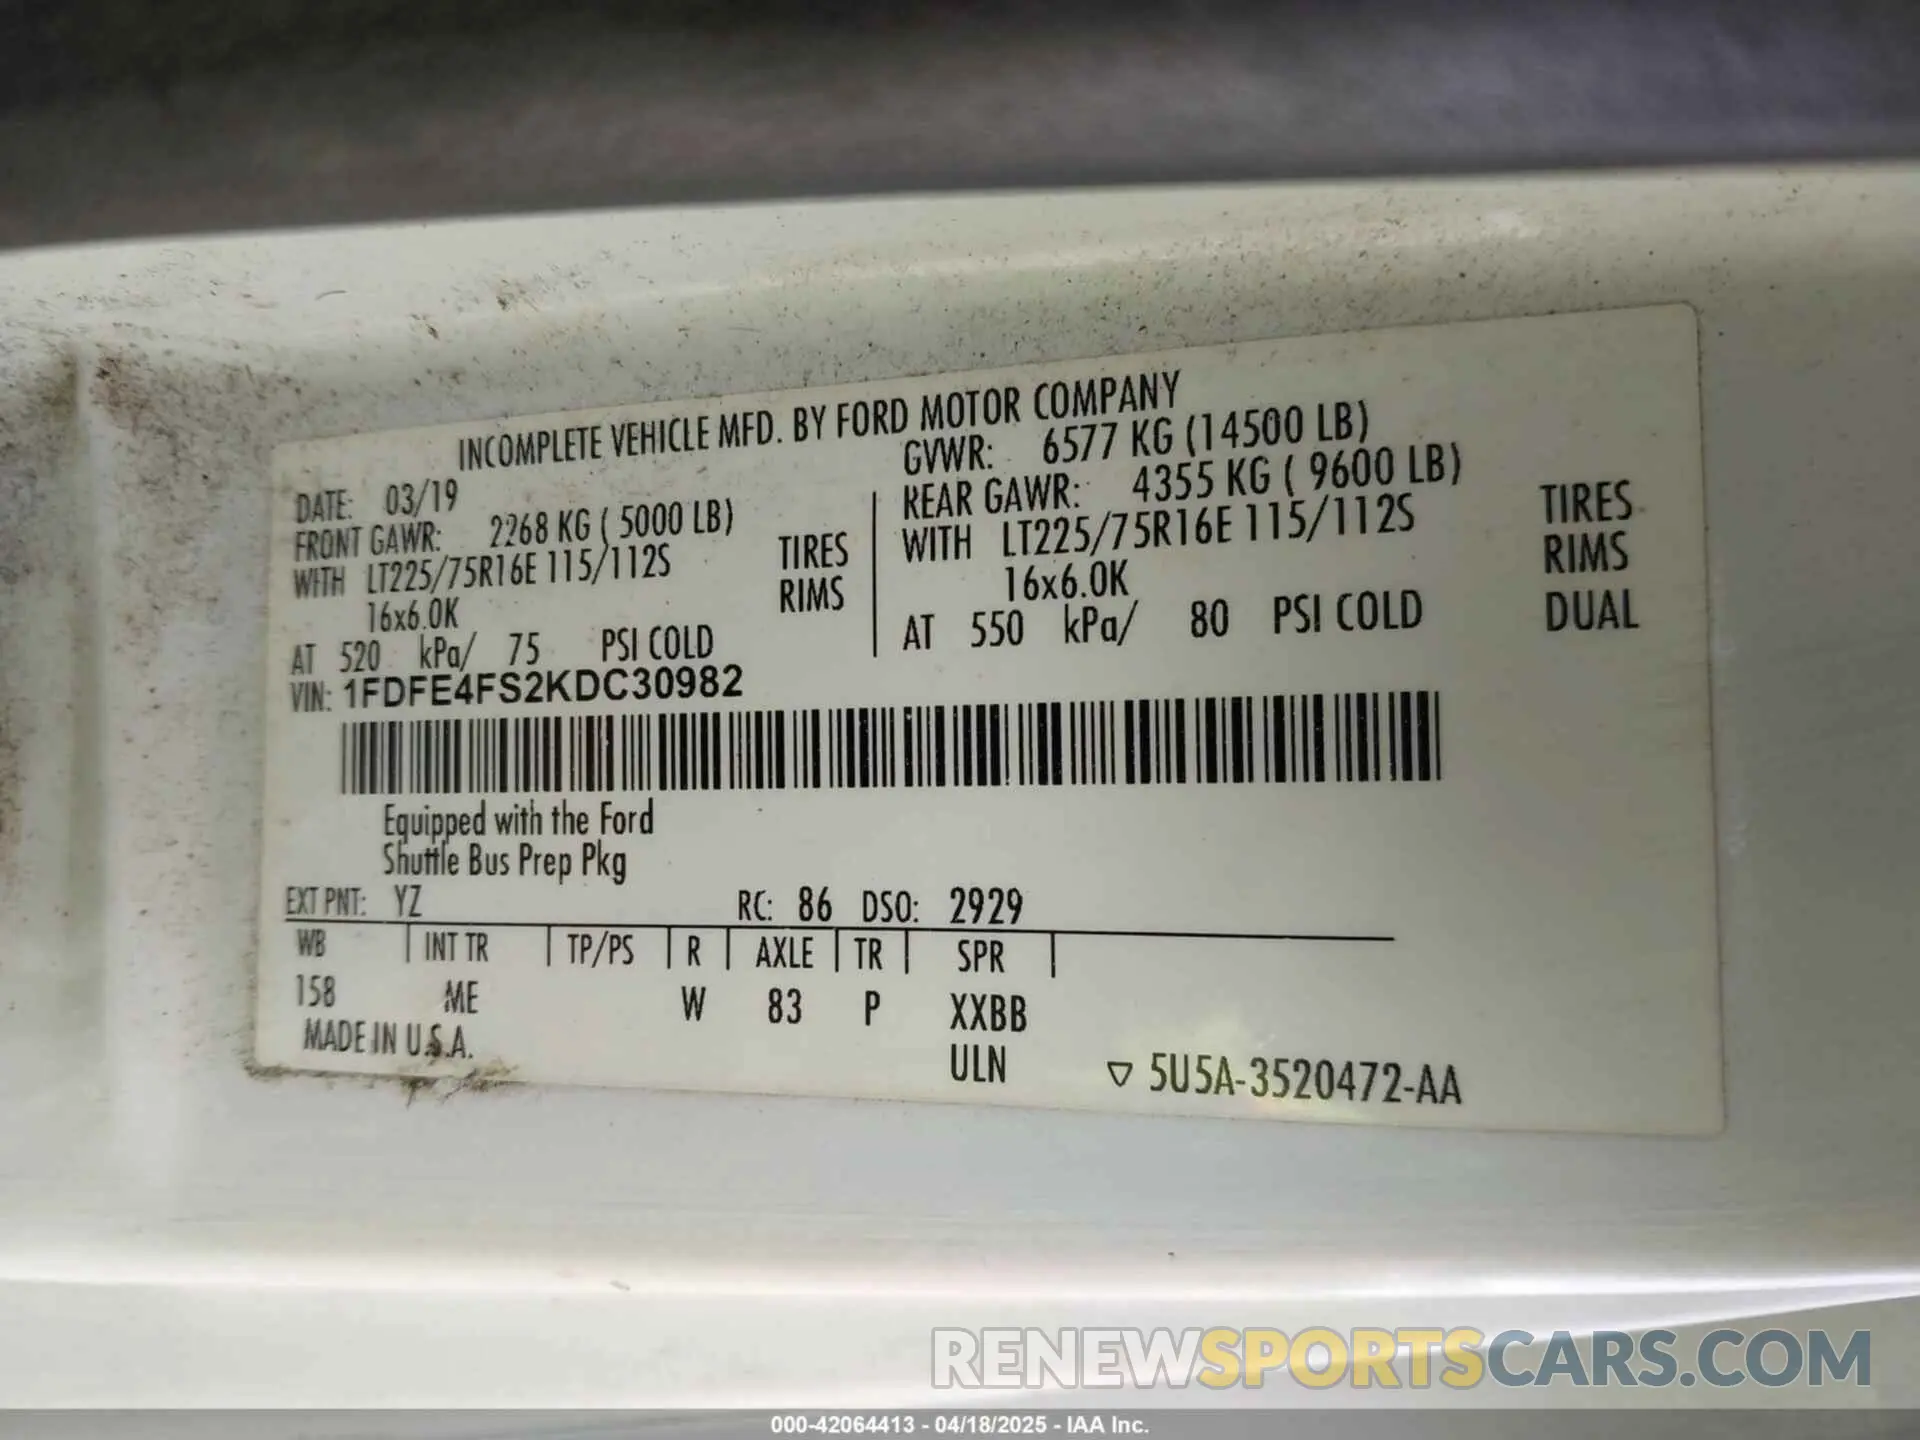 INCOMPLETE VEHICLE MFD. BY FORD MOTOR COMPANY
DATE: 03/19
GVWR: 6577 KG (14500 LB)
FRONT GAWR: 2268 KG ( 5000 LB)
WITH LT225/75R16E 115/112S TIRES
16x6.0K RIMS
AT 520 kPa/ 75 PSI COLD
REAR GAWR: 4355 KG ( 9600 LB)
WITH LT225/75R16E 115/112S TIRES
16x6.0K RIMS
AT 550 kPa/ 80 PSI COLD DUAL
VIN: 1FDFE4FS2KDC30982
Equipped with the Ford
Shuttle Bus Prep Pkg
EXT PNT: YZ RC: 86 DSO: 2929
WB INT TR TP/PS R AXLE TR SPR
158 ME W 83 P XXBB
MADE IN U.S.A. ULN ▽ 5U5A-3520472-AA
RENEWSPORTSCARS.COM
000-42064413 - 04/18/2025 - IAA Inc.